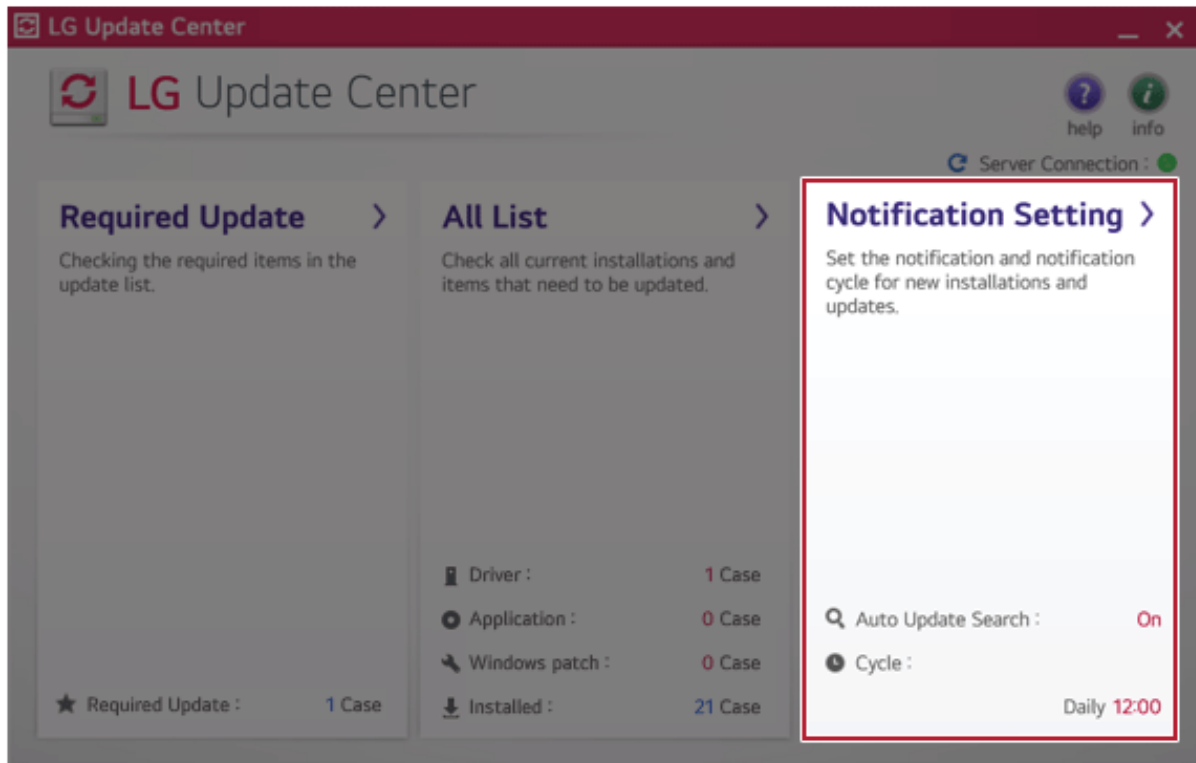 LG Update Center
LG Update Center
help
info
Server Connection :
Required Update
Checking the required items in the
update list.
Required Update : 1 Case
All List
Check all current installations and
items that need to be updated.
Driver : 1 Case
Application : 0 Case
Windows patch : 0 Case
Installed : 21 Case
Notification Setting
Set the notification and notification
cycle for new installations and
updates.
Auto Update Search : On
Cycle :
Daily 12:00